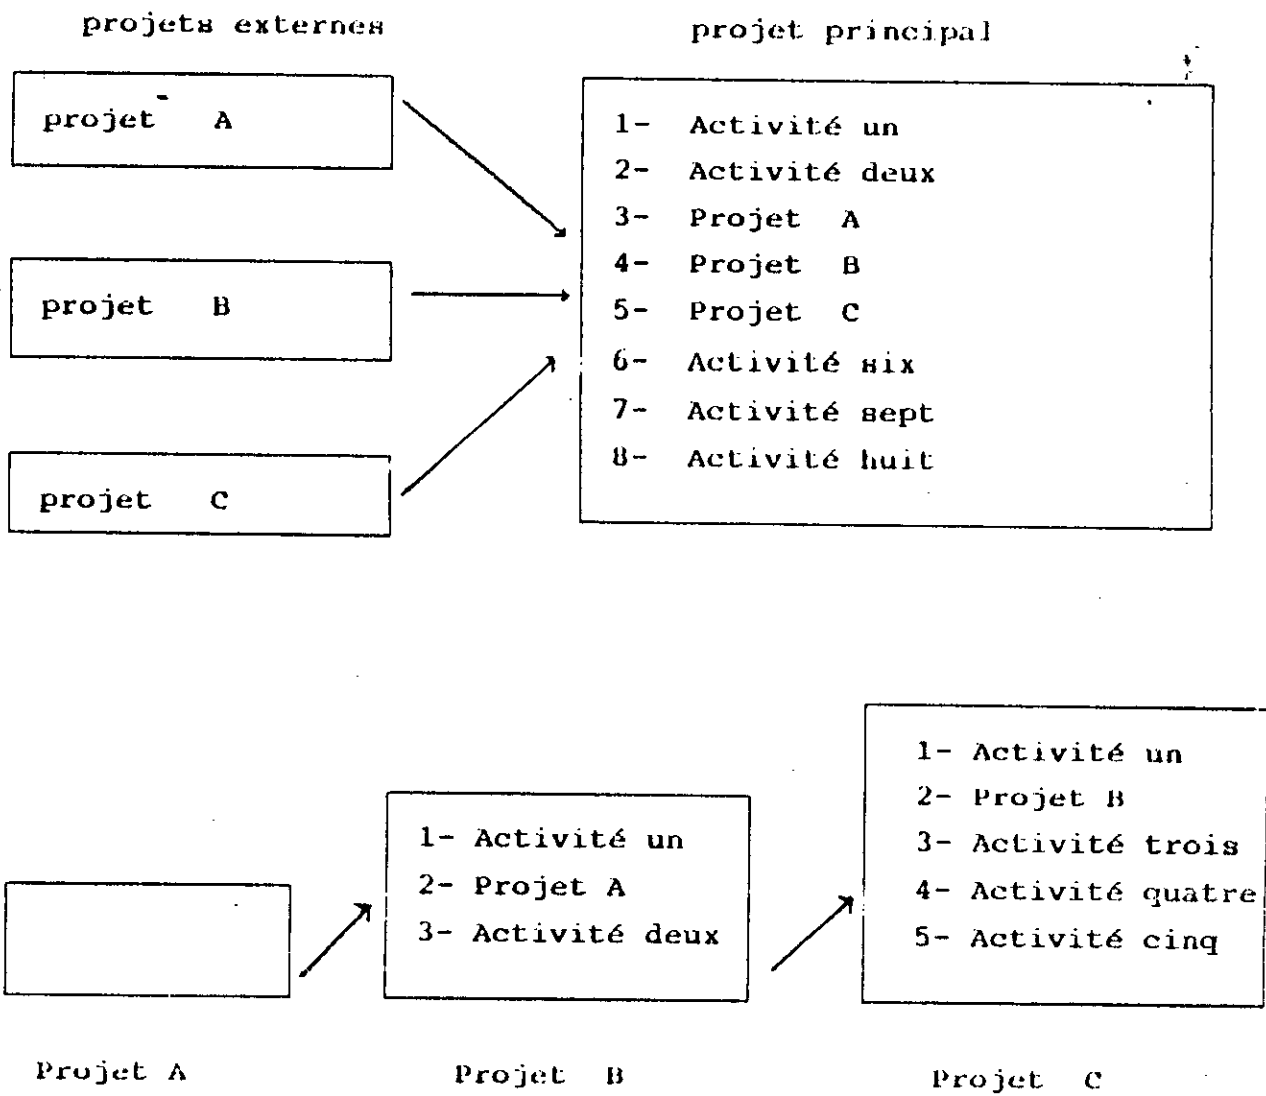 projets externes
projet principal
projet A
projet B
projet C
1- Activité un
2- Activité deux
3- Projet A
4- Projet B
5- Projet C
6- Activité six
7- Activité sept
8- Activité huit
1- Activité un
2- Projet A
3- Activité deux
1- Activité un
2- Projet B
3- Activité trois
4- Activité quatre
5- Activité cinq
Projet A
Projet B
Projet C